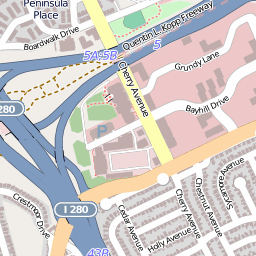 Peninsula
Place
Boardwalk Drive
Quentin L. Kopp Freeway
5A;5B
5
Cherry Avenue
Grundy Lane
Bayhill Drive
280
P
Crestmoor Drive
I 280
43B
Cedar Avenue
Holly Avenue
Cherry Avenue
Chestnut Avenue
Sycamore Avenue